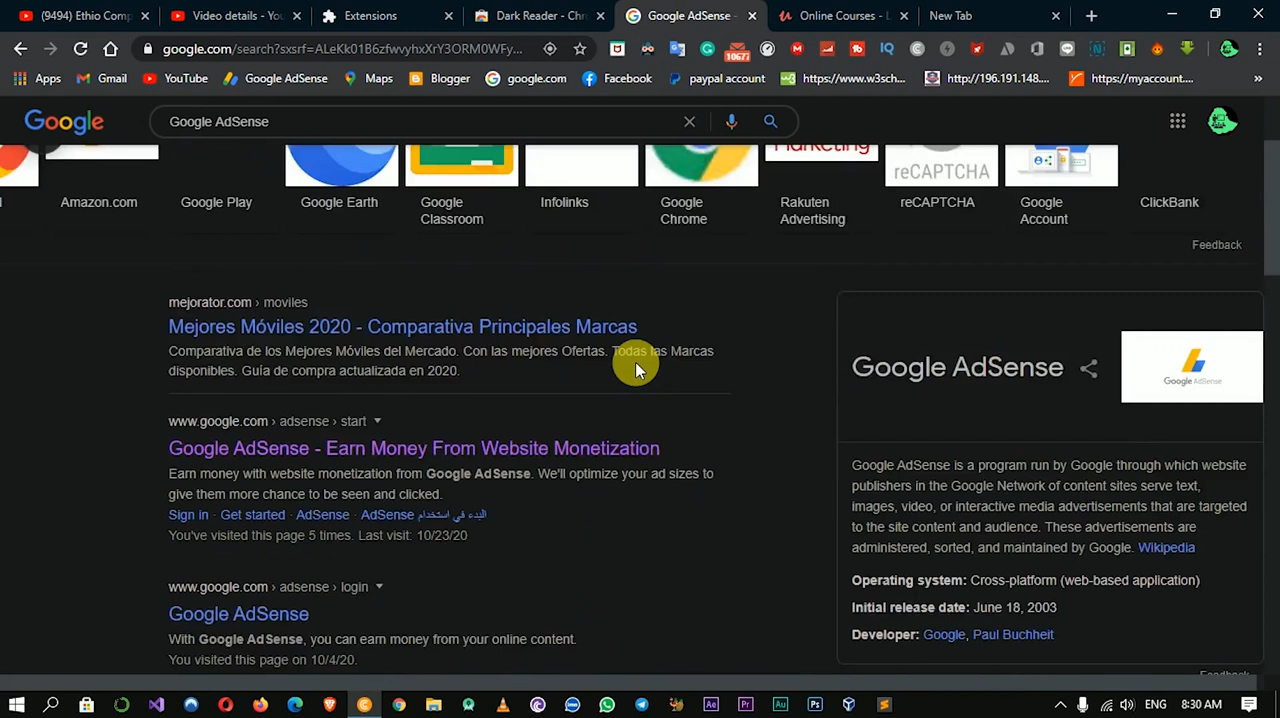 (9494) Ethio Comp
Video details - Yo
Extensions
Dark Reader - Chr
Google AdSense -
Online Courses - L
New Tab
google.com/search?sxsrf=ALeKk01B6zfwvyhxXrY3ORM0WFy...
10673
Apps
Gmail
YouTube
Google AdSense
Maps
Blogger
google.com
Facebook
paypal account
https://www.w3sch...
http://196.191.148....
https://myaccount....
»
Google
Google AdSense
Marketing
reCAPTCHA
Amazon.com
Google Play
Google Earth
Google
Classroom
Infolinks
Google
Chrome
Rakuten
Advertising
reCAPTCHA
Google
Account
ClickBank
Feedback
mejorator.com › moviles
Mejores Móviles 2020 - Comparativa Principales Marcas
Comparativa de los Mejores Móviles del Mercado. Con las mejores Ofertas. Todas las Marcas
disponibles. Guía de compra actualizada en 2020.
www.google.com › adsense › start
Google AdSense - Earn Money From Website Monetization
Earn money with website monetization from Google AdSense. We'll optimize your ad sizes to
give them more chance to be seen and clicked.
Sign in · Get started · AdSense · AdSense البدء في استخدام
You've visited this page 5 times. Last visit: 10/23/20
www.google.com › adsense › login
Google AdSense
With Google AdSense, you can earn money from your online content.
You visited this page on 10/4/20.
Google AdSense
Google AdSense
Google AdSense is a program run by Google through which website
publishers in the Google Network of content sites serve text,
images, video, or interactive media advertisements that are targeted
to the site content and audience. These advertisements are
administered, sorted, and maintained by Google. Wikipedia
Operating system: Cross-platform (web-based application)
Initial release date: June 18, 2003
Developer: Google, Paul Buchheit
Feedback
ENG
8:30 AM